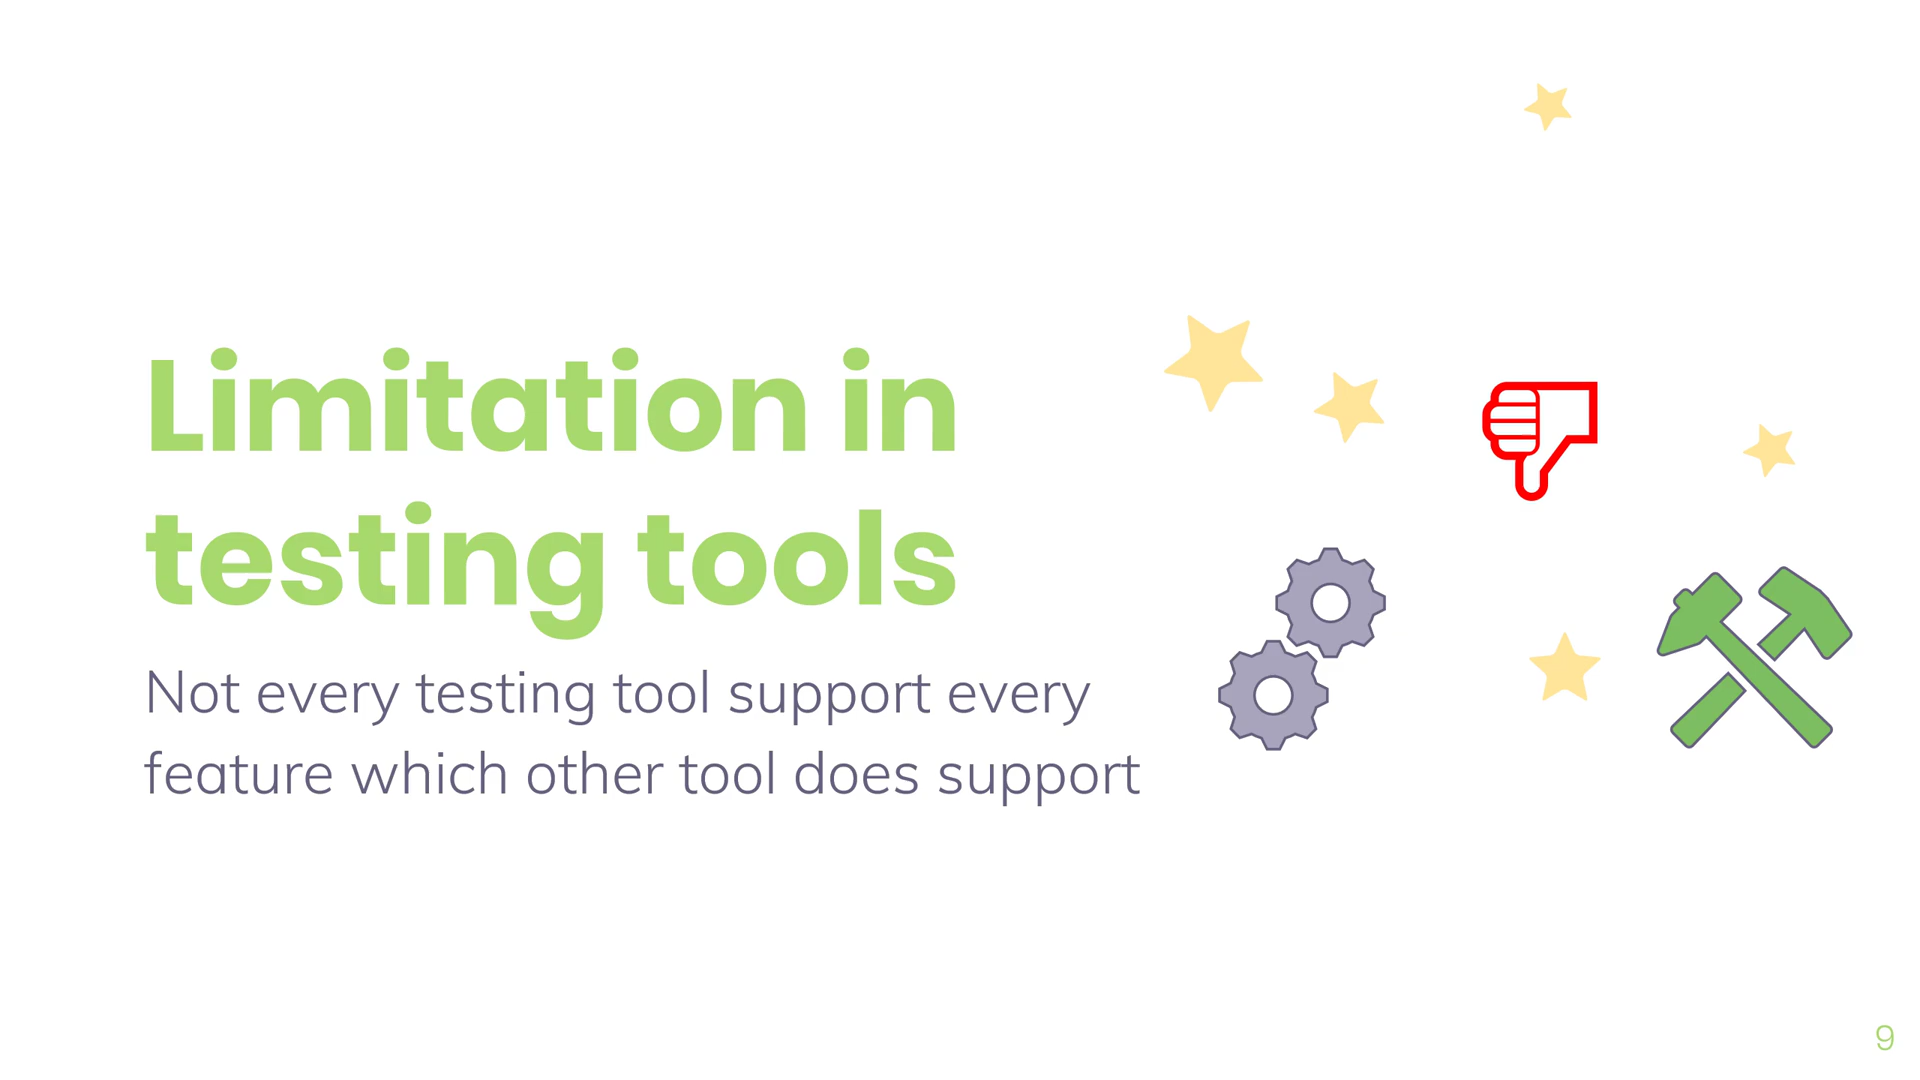 Limitation in
testing tools
Not every testing tool support every
feature which other tool does support
9